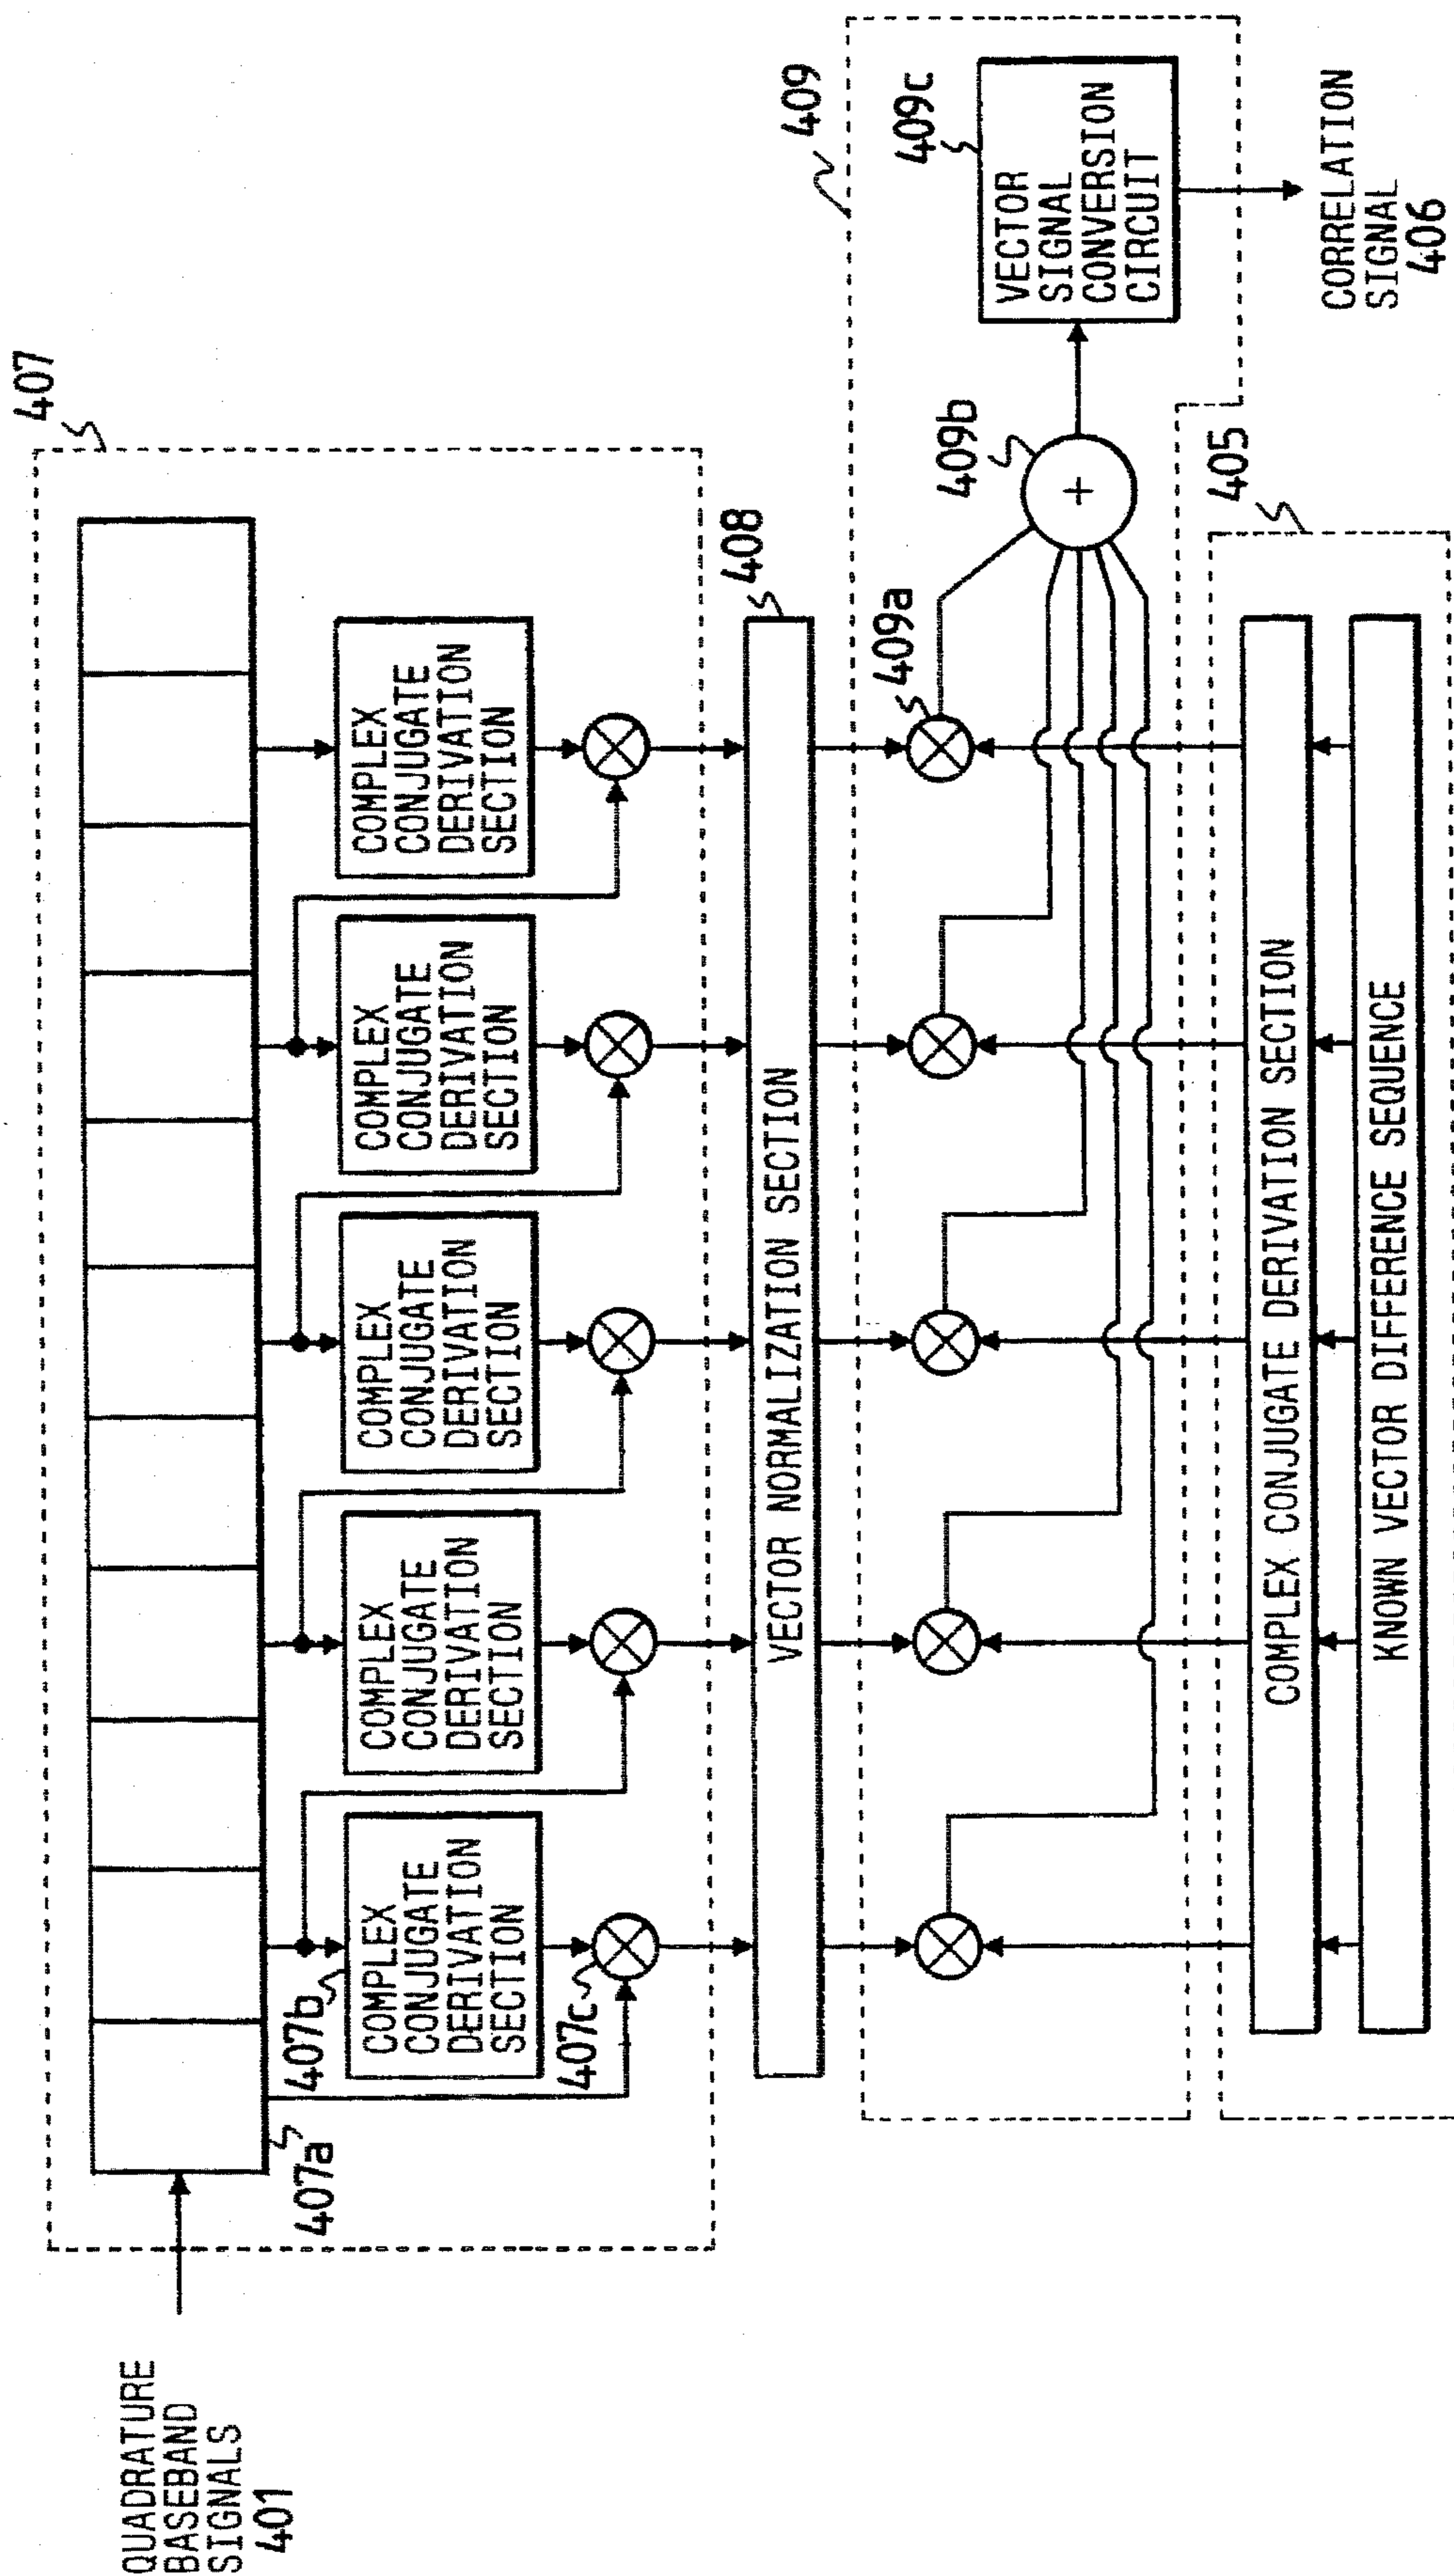 QUADRATURE
BASEBAND
SIGNALS
401
407
407a
407b
COMPLEX
CONJUGATE
DERIVATION
SECTION
COMPLEX
CONJUGATE
DERIVATION
SECTION
COMPLEX
CONJUGATE
DERIVATION
SECTION
COMPLEX
CONJUGATE
DERIVATION
SECTION
COMPLEX
CONJUGATE
DERIVATION
SECTION
407c
408
VECTOR NORMALIZATION SECTION
409
409a
409b
409c
VECTOR
SIGNAL
CONVERSION
CIRCUIT
+
CORRELATION
SIGNAL
406
405
COMPLEX CONJUGATE DERIVATION SECTION
KNOWN VECTOR DIFFERENCE SEQUENCE